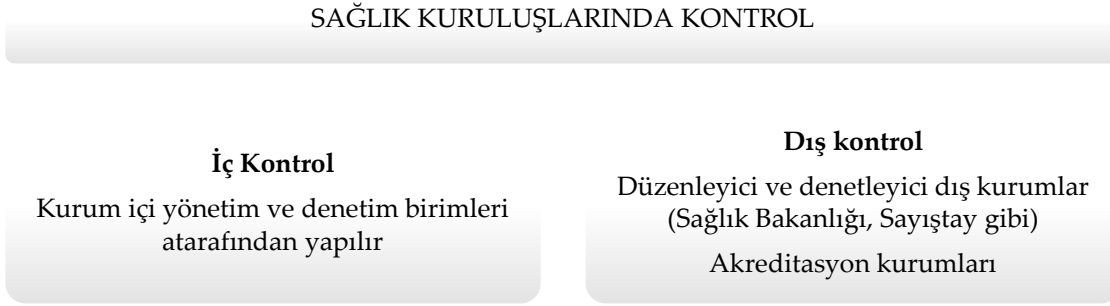 SAĞLIK KURULUŞLARINDA KONTROL
İç Kontrol
Kurum içi yönetim ve denetim birimleri
atarafından yapılır
Dış kontrol
Düzenleyici ve denetleyici dış kurumlar
(Sağlık Bakanlığı, Sayıştay gibi)
Akreditasyon kurumları